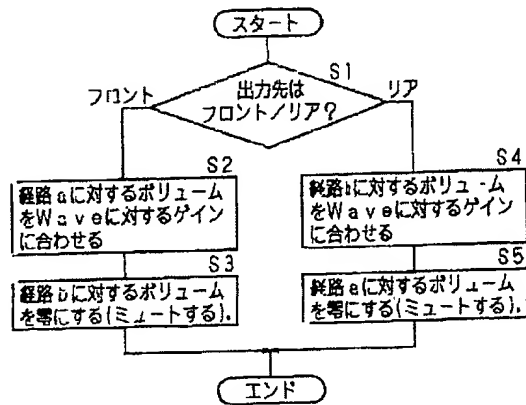 スタート
S1
出力先は
フロント/リア?
フロント
リア
S2
経路aに対するボリューム
をWaveに対するゲイン
に合わせる
S3
経路bに対するボリューム
を零にする(ミュートする).
S4
経路bに対するボリューム
をWaveに対するゲイン
に合わせる
S5
経路aに対するボリューム
を零にする(ミュートする).
エンド